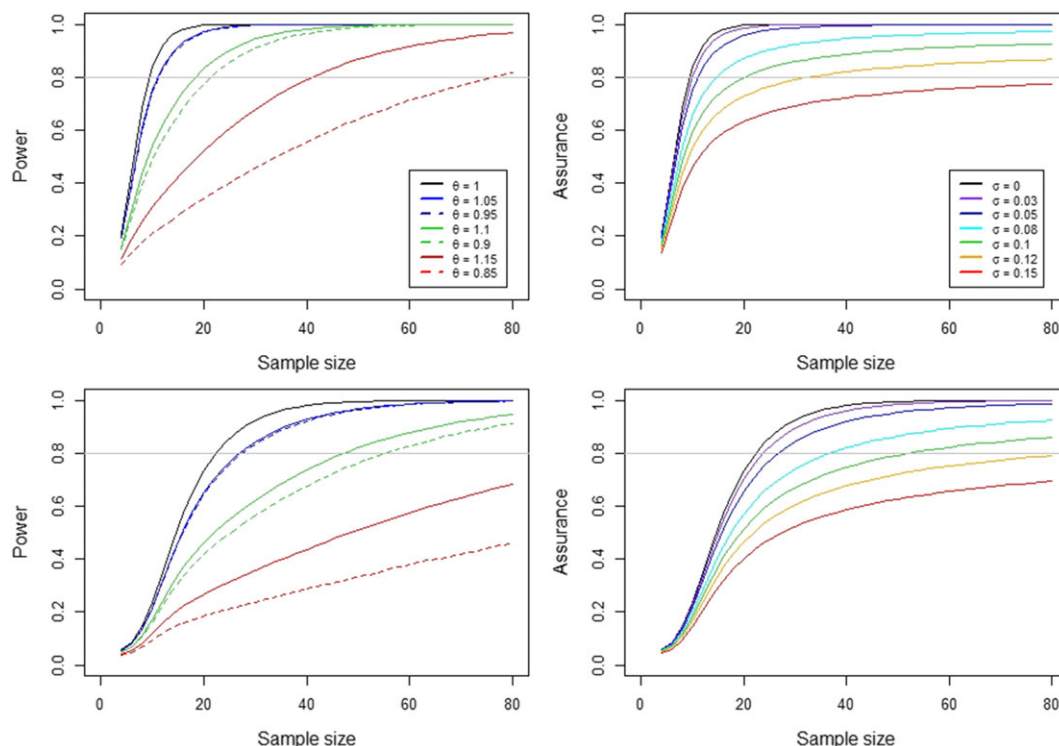 Power
1.0
0.8
0.6
0.4
0.2
0.0
θ = 1
θ = 1.05
θ = 0.95
θ = 1.1
θ = 0.9
θ = 1.15
θ = 0.85
0 20 40 60 80
Sample size
Assurance
1.0
0.8
0.6
0.4
0.2
0.0
σ = 0
σ = 0.03
σ = 0.05
σ = 0.08
σ = 0.1
σ = 0.12
σ = 0.15
0 20 40 60 80
Sample size
Power
1.0
0.8
0.6
0.4
0.2
0.0
0 20 40 60 80
Sample size
Assurance
1.0
0.8
0.6
0.4
0.2
0.0
0 20 40 60 80
Sample size